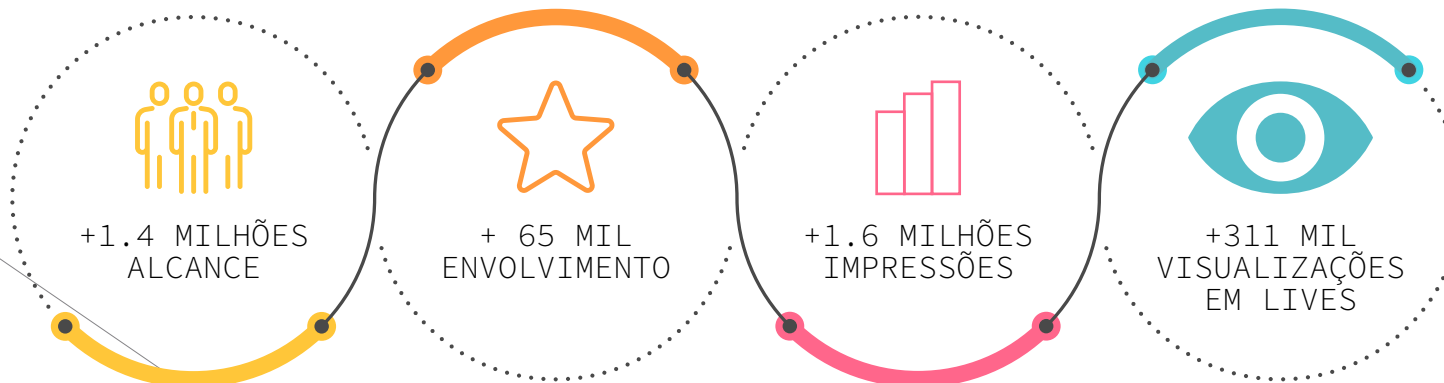 +1.4 MILHÕES
ALCANCE
+ 65 MIL
ENVOLVIMENTO
+1.6 MILHÕES
IMPRESSÕES
+311 MIL
VISUALIZAÇÕES
EM LIVES